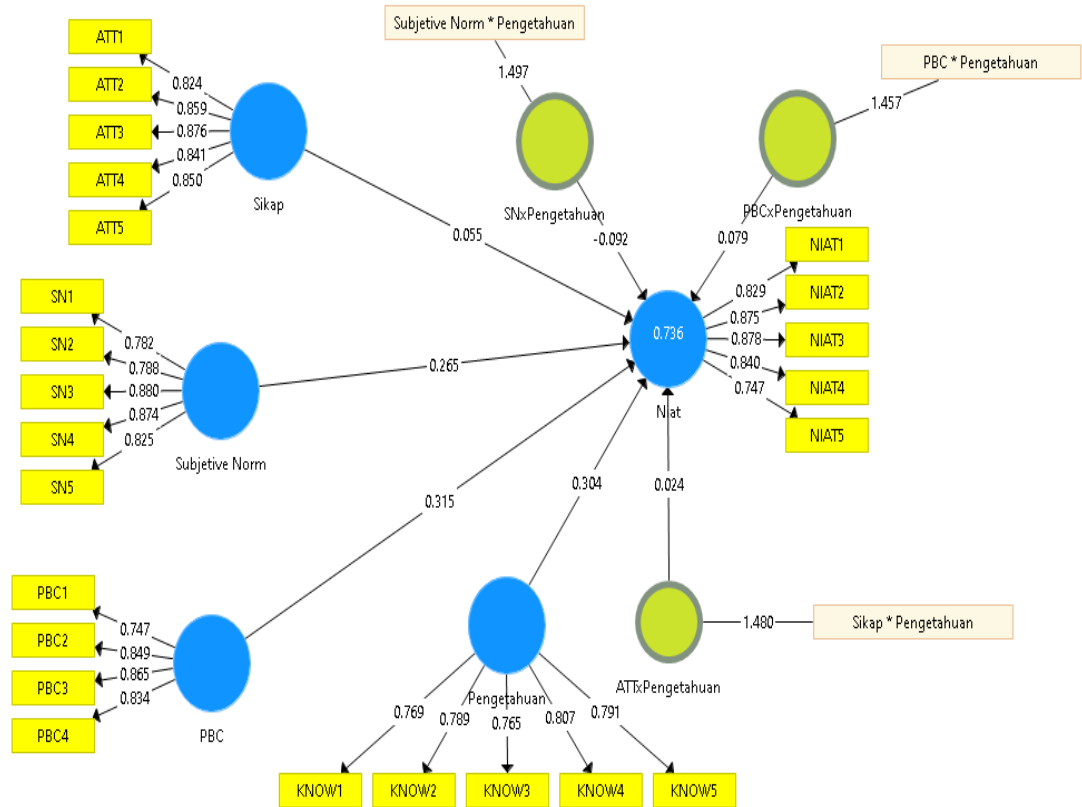 Subjetive Norm * Pengetahuan
PBC * Pengetahuan
1.497
1.457
ATT1
ATT2
ATT3
ATT4
ATT5
0.824
0.859
0.876
0.841
0.850
Sikap
SNxPengetahuan
PBCxPengetahuan
0.055
-0.092
0.079
SN1
SN2
SN3
SN4
SN5
0.782
0.788
0.880
0.874
0.825
Subjetive Norm
0.265
0.736
Niat
0.829
0.875
0.878
0.840
0.747
NIAT1
NIAT2
NIAT3
NIAT4
NIAT5
0.315
0.304
0.024
PBC1
PBC2
PBC3
PBC4
0.747
0.849
0.865
0.834
PBC
Pengetahuan
ATTxPengetahuan
1.480
Sikap * Pengetahuan
0.769
0.789
0.765
0.807
0.791
KNOW1
KNOW2
KNOW3
KNOW4
KNOW5